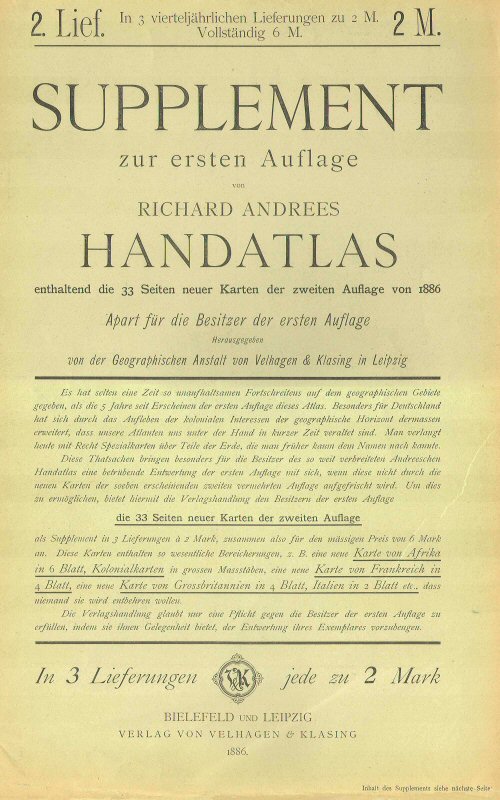 2. Lief. In 3 vierteljährlichen Lieferungen zu 2 M. 2 M.
Vollständig 6 M.
SUPPLEMENT
zur ersten Auflage
von
RICHARD ANDREES
HANDATLAS
enthaltend die 33 Seiten neuer Karten der zweiten Auflage von 1886
Apart für die Besitzer der ersten Auflage
Herausgegeben
von der Geographischen Anstalt von Velhagen & Klasing in Leipzig
Es hat selten eine Zeit so unaufhaltsamen Fortschreitens auf dem geographischen Gebiete
gegeben, als die 5 Jahre seit Erscheinen der ersten Auflage dieses Atlas. Besonders für Deutschland
hat sich durch das Aufleben der kolonialen Interessen der geographische Horizont dermassen
erweitert, dass unsere Atlanten uns unter der Hand in kurzer Zeit veraltet sind. Man verlangt
heute mit Recht Spezialkarten über Teile der Erde, die man früher kaum dem Namen nach kannte.
Diese Thatsachen bringen besonders für die Besitzer des so weit verbreiteten Andreeschen
Handatlas eine betrübende Entwertung der ersten Auflage mit sich, wenn diese nicht durch die
neuen Karten der soeben erscheinenden zweiten vermehrten Auflage aufgefrischt wird. Um dies
zu ermöglichen, bietet hiermit die Verlagshandlung den Besitzern der ersten Auflage
die 33 Seiten neuer Karten der zweiten Auflage
als Supplement in 3 Lieferungen à 2 Mark, zusammen also für den mässigen Preis von 6 Mark
an. Diese Karten enthalten so wesentliche Bereicherungen, z. B. eine neue Karte von Afrika
in 6 Blatt, Kolonialkarten in grossen Massstäben, eine neue Karte von Frankreich in
4 Blatt, eine neue Karte von Grossbritannien in 4 Blatt, Italien in 2 Blatt etc., dass
niemand sie wird entbehren wollen.
Die Verlagshandlung glaubt nur eine Pflicht gegen die Besitzer der ersten Auflage zu
erfüllen, indem sie ihnen Gelegenheit bietet, der Entwertung ihres Exemplares vorzubeugen.
In 3 Lieferungen VK jede zu 2 Mark
BIELEFELD UND LEIPZIG
VERLAG VON VELHAGEN & KLASING
1886.
Inhalt des Supplements siehe nächste Seite